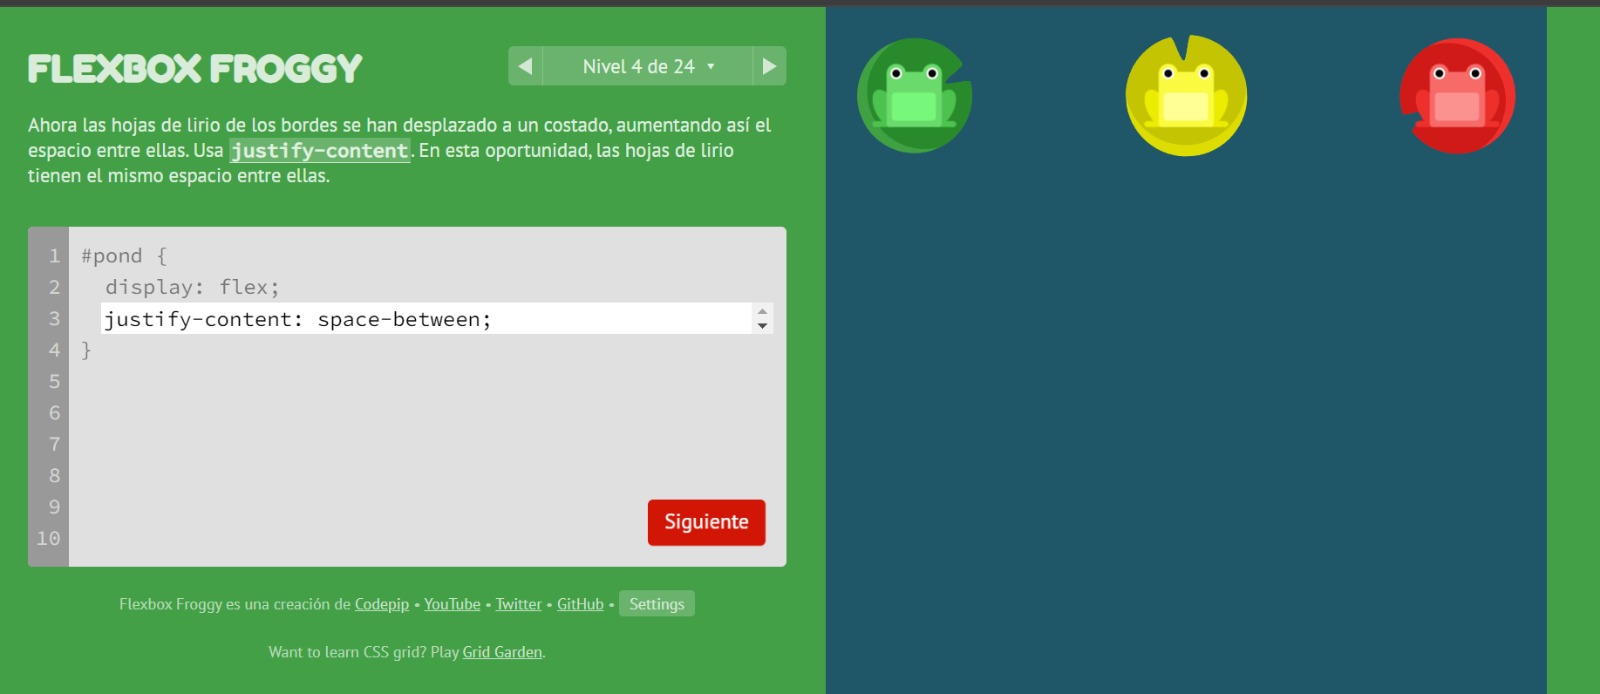 FLEXBOX FROGGY
Nivel 4 de 24
Ahora las hojas de lirio de los bordes se han desplazado a un costado, aumentando así el
espacio entre ellas. Usa justify-content. En esta oportunidad, las hojas de lirio
tienen el mismo espacio entre ellas.
1 #pond {
2 display: flex;
3 justify-content: space-between;
4 }
5
6
7
8
9
10
Siguiente
Flexbox Froggy es una creación de Codepip • YouTube • Twitter • GitHub • Settings
Want to learn CSS grid? Play Grid Garden.